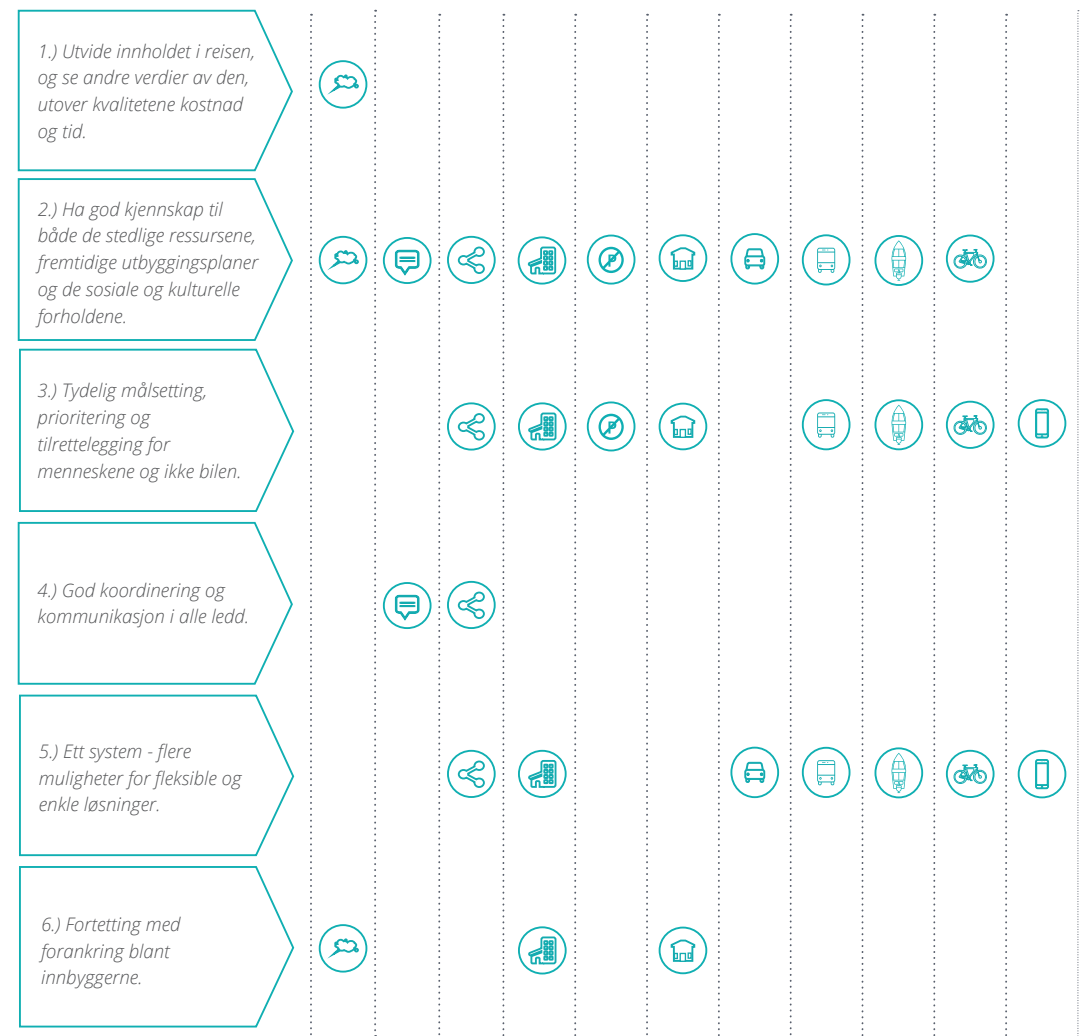 1.) Utvide innholdet i reisen,
og se andre verdier av den,
utover kvalitetene kostnad
og tid.
2.) Ha god kjennskap til
både de stedlige ressursene,
fremtidige utbyggingsplaner
og de sosiale og kulturelle
forholdene.
3.) Tydelig målsetting,
prioritering og
tilrettelegging for
menneskene og ikke bilen.
4.) God koordinering og
kommunikasjon i alle ledd.
5.) Ett system - flere
muligheter for fleksible og
enkle løsninger.
6.) Fortetting med
forankring blant
innbyggerne.